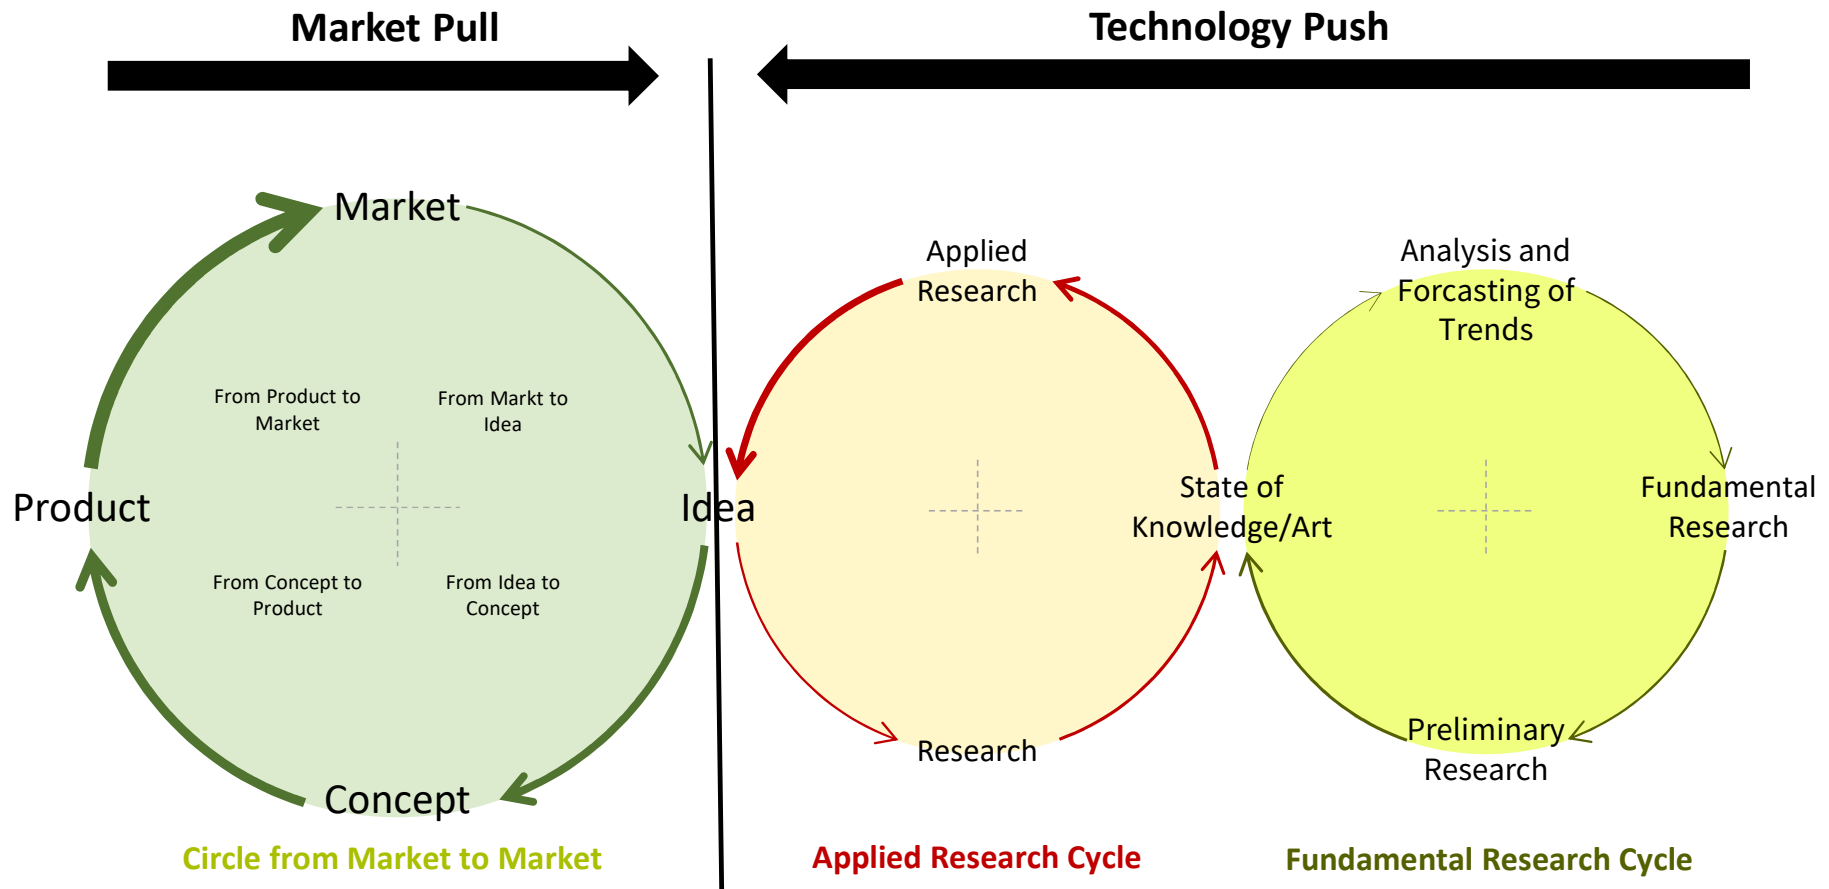 Market Pull
Technology Push
Market
From Product to
Market
From Markt to
Idea
Product
Idea
From Concept to
Product
From Idea to
Concept
Concept
Circle from Market to Market
Applied
Research
State of
Knowledge/Art
Research
Applied Research Cycle
Analysis and
Forcasting of
Trends
Fundamental
Research
Preliminary
Research
Fundamental Research Cycle